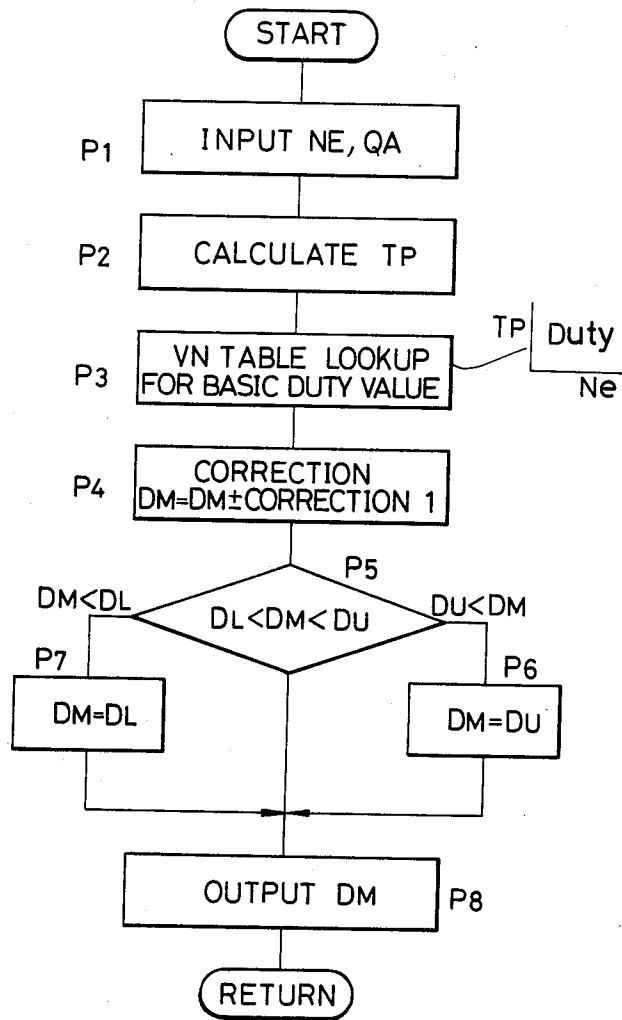 START
P1
INPUT NE, QA
P2
CALCULATE TP
P3
VN TABLE LOOKUP
FOR BASIC DUTY VALUE
TP
Duty
Ne
P4
CORRECTION
DM=DM±CORRECTION 1
P5
DM<DL
DL<DM<DU
DU<DM
P7
DM=DL
P6
DM=DU
OUTPUT DM
P8
RETURN